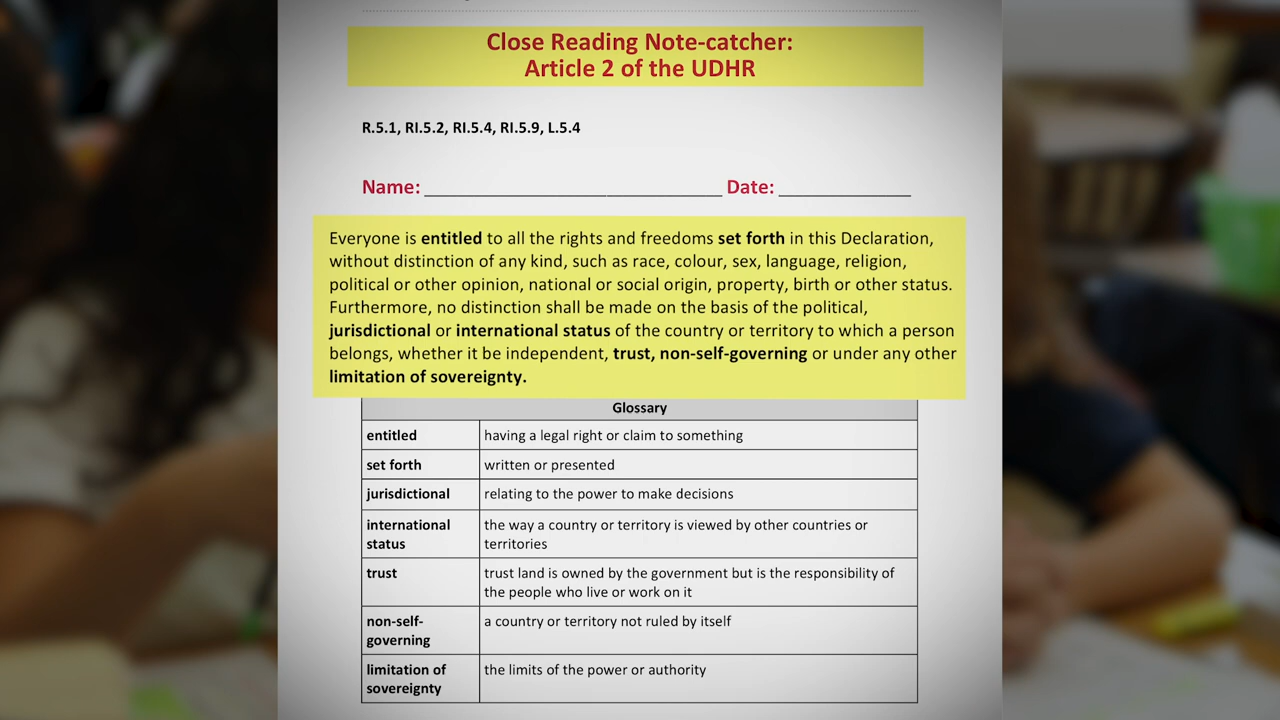 Close Reading Note-catcher:
Article 2 of the UDHR
R.5.1, RI.5.2, RI.5.4, RI.5.9, L.5.4
Name: ______________________________ Date: _____________
Everyone is entitled to all the rights and freedoms set forth in this Declaration,
without distinction of any kind, such as race, colour, sex, language, religion,
political or other opinion, national or social origin, property, birth or other status.
Furthermore, no distinction shall be made on the basis of the political,
jurisdictional or international status of the country or territory to which a person
belongs, whether it be independent, trust, non-self-governing or under any other
limitation of sovereignty.
Glossary
entitled having a legal right or claim to something
set forth written or presented
jurisdictional relating to the power to make decisions
international the way a country or territory is viewed by other countries or
status territories
trust trust land is owned by the government but is the responsibility of
the people who live or work on it
non-self- a country or territory not ruled by itself
governing
limitation of the limits of the power or authority
sovereignty